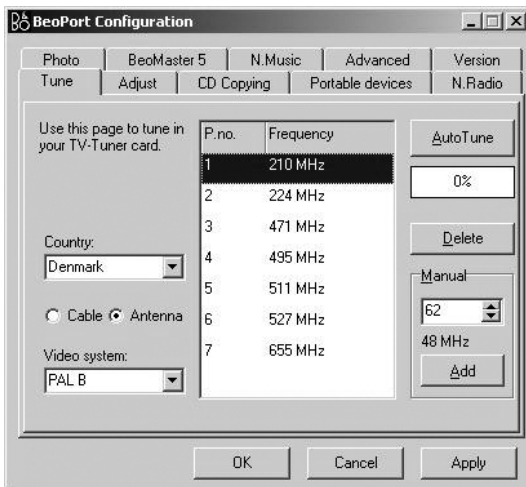 BeoPort Configuration
Photo BeoMaster 5 N.Music Advanced Version
Tune Adjust CD Copying Portable devices N.Radio
Use this page to tune in
your TV-Tuner card.
Country:
Denmark
Cable Antenna
Video system:
PAL B
P.no. Frequency
1 210 MHz
2 224 MHz
3 471 MHz
4 495 MHz
5 511 MHz
6 527 MHz
7 655 MHz
AutoTune
0%
Delete
Manual
62
48 MHz
Add
OK Cancel Apply